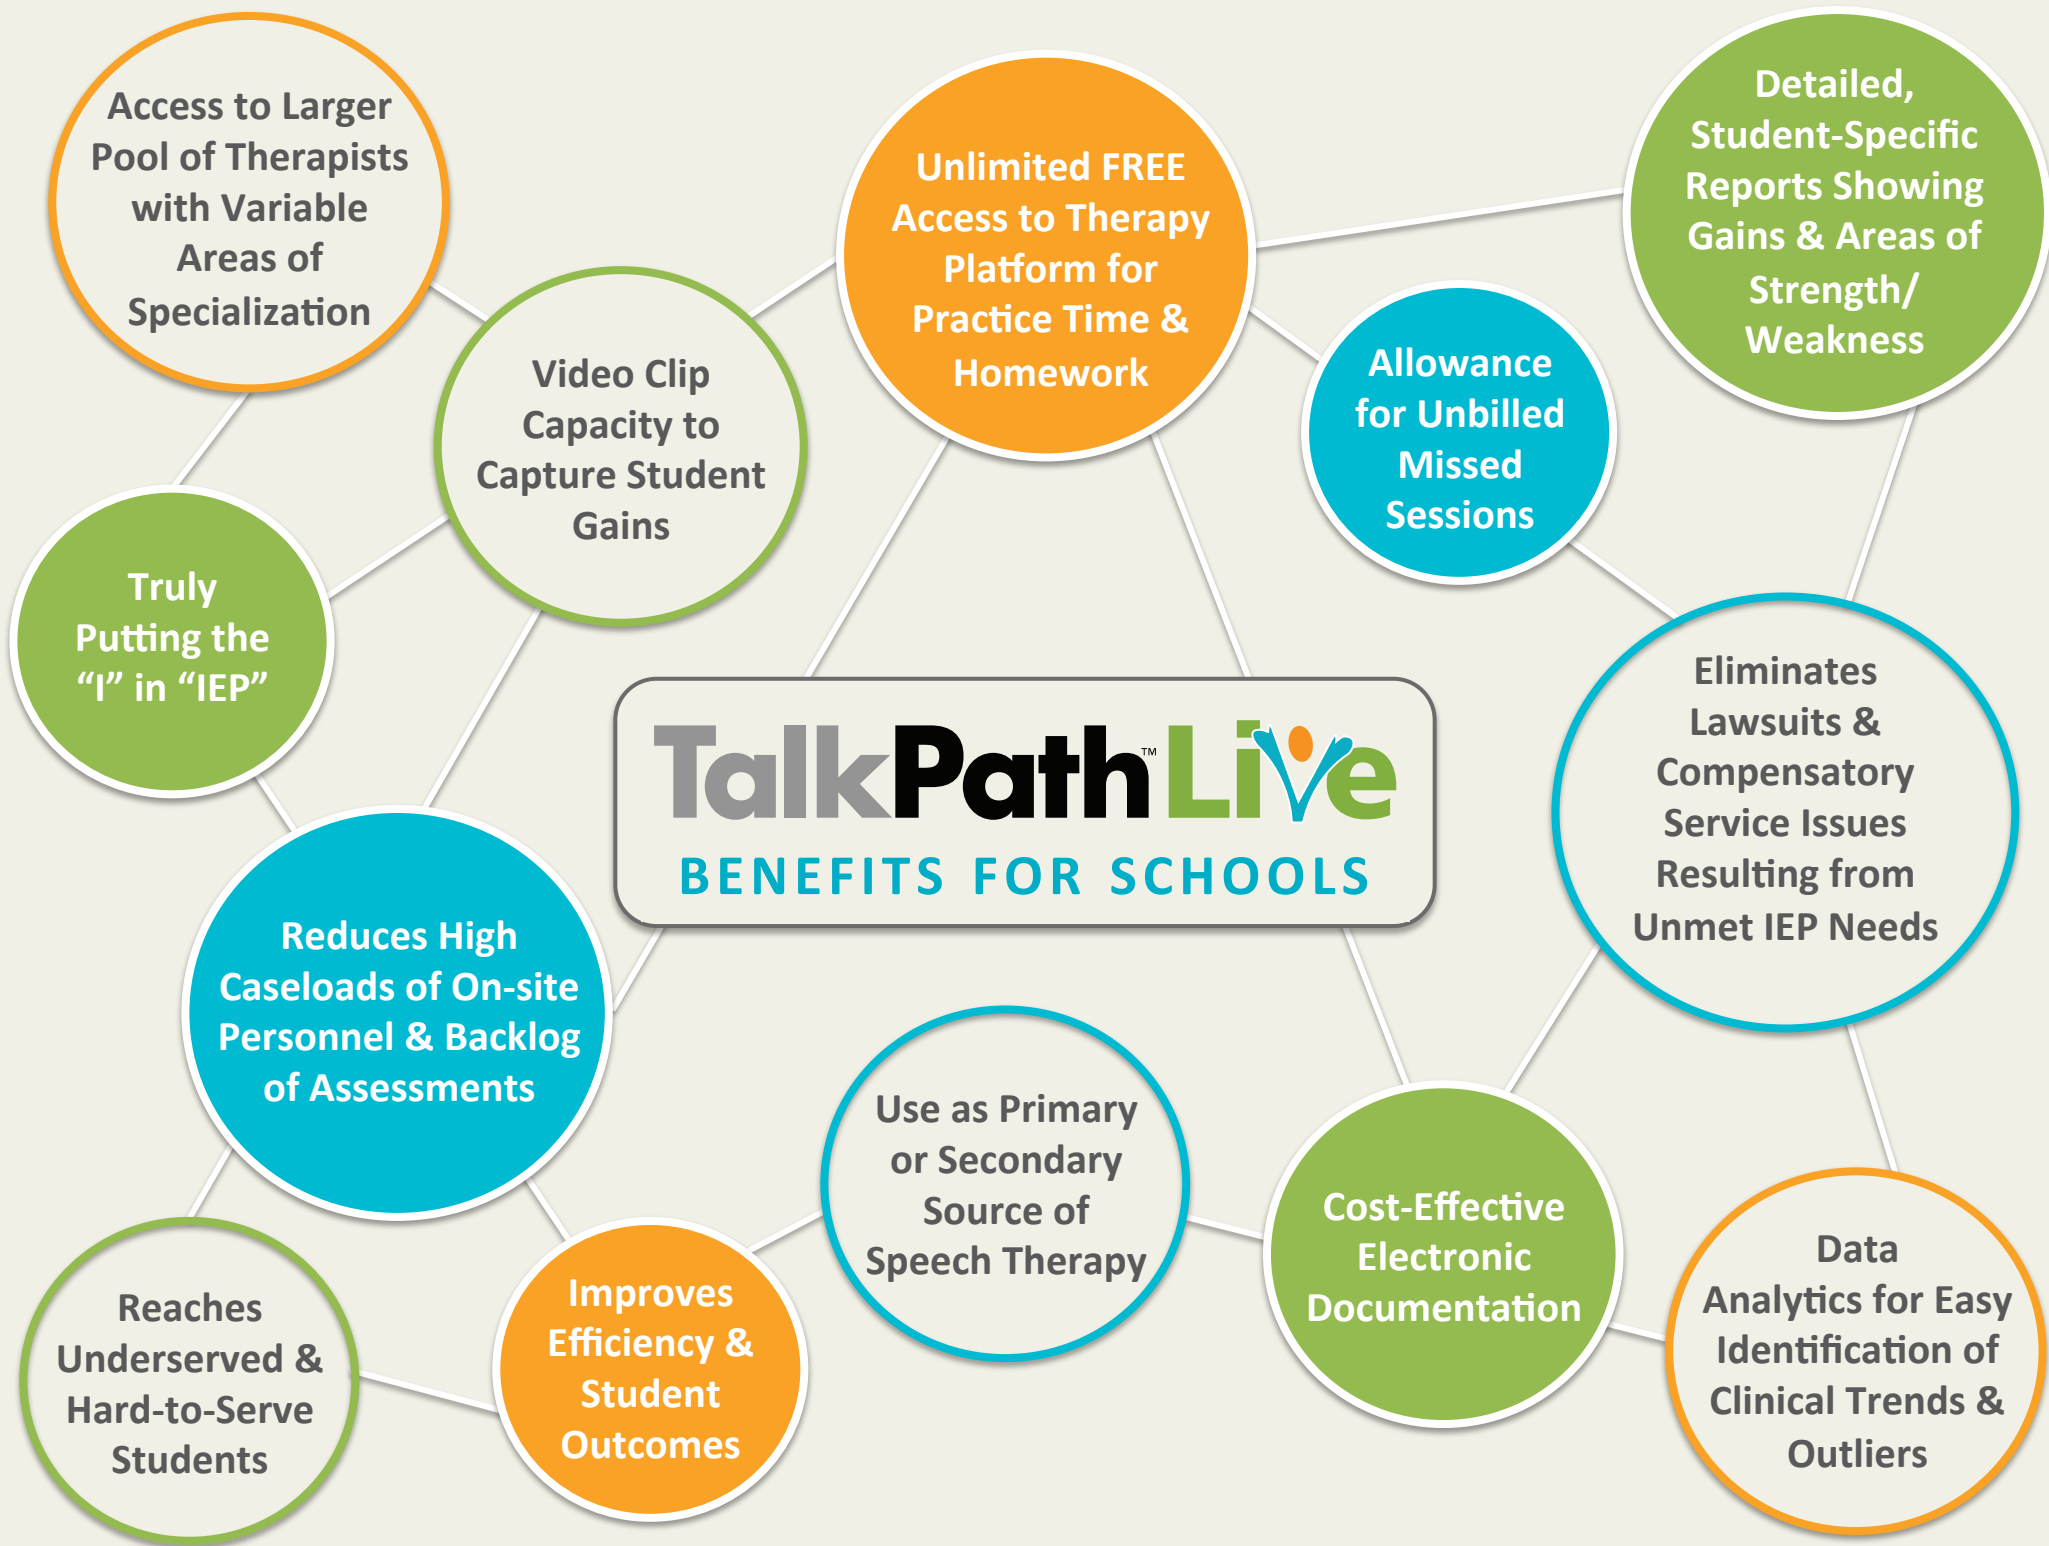 Access to Larger
Pool of Therapists
with Variable
Areas of
Specialization
Unlimited FREE
Access to Therapy
Platform for
Practice Time &
Homework
Detailed,
Student-Specific
Reports Showing
Gains & Areas of
Strength/
Weakness
Video Clip
Capacity to
Capture Student
Gains
Allowance
for Unbilled
Missed
Sessions
Truly
Putting the
“I” in “IEP”
TalkPath™Live
BENEFITS FOR SCHOOLS
Eliminates
Lawsuits &
Compensatory
Service Issues
Resulting from
Unmet IEP Needs
Reduces High
Caseloads of On-site
Personnel & Backlog
of Assessments
Use as Primary
or Secondary
Source of
Speech Therapy
Cost-Effective
Electronic
Documentation
Data
Analytics for Easy
Identification of
Clinical Trends &
Outliers
Reaches
Underserved &
Hard-to-Serve
Students
Improves
Efficiency &
Student
Outcomes